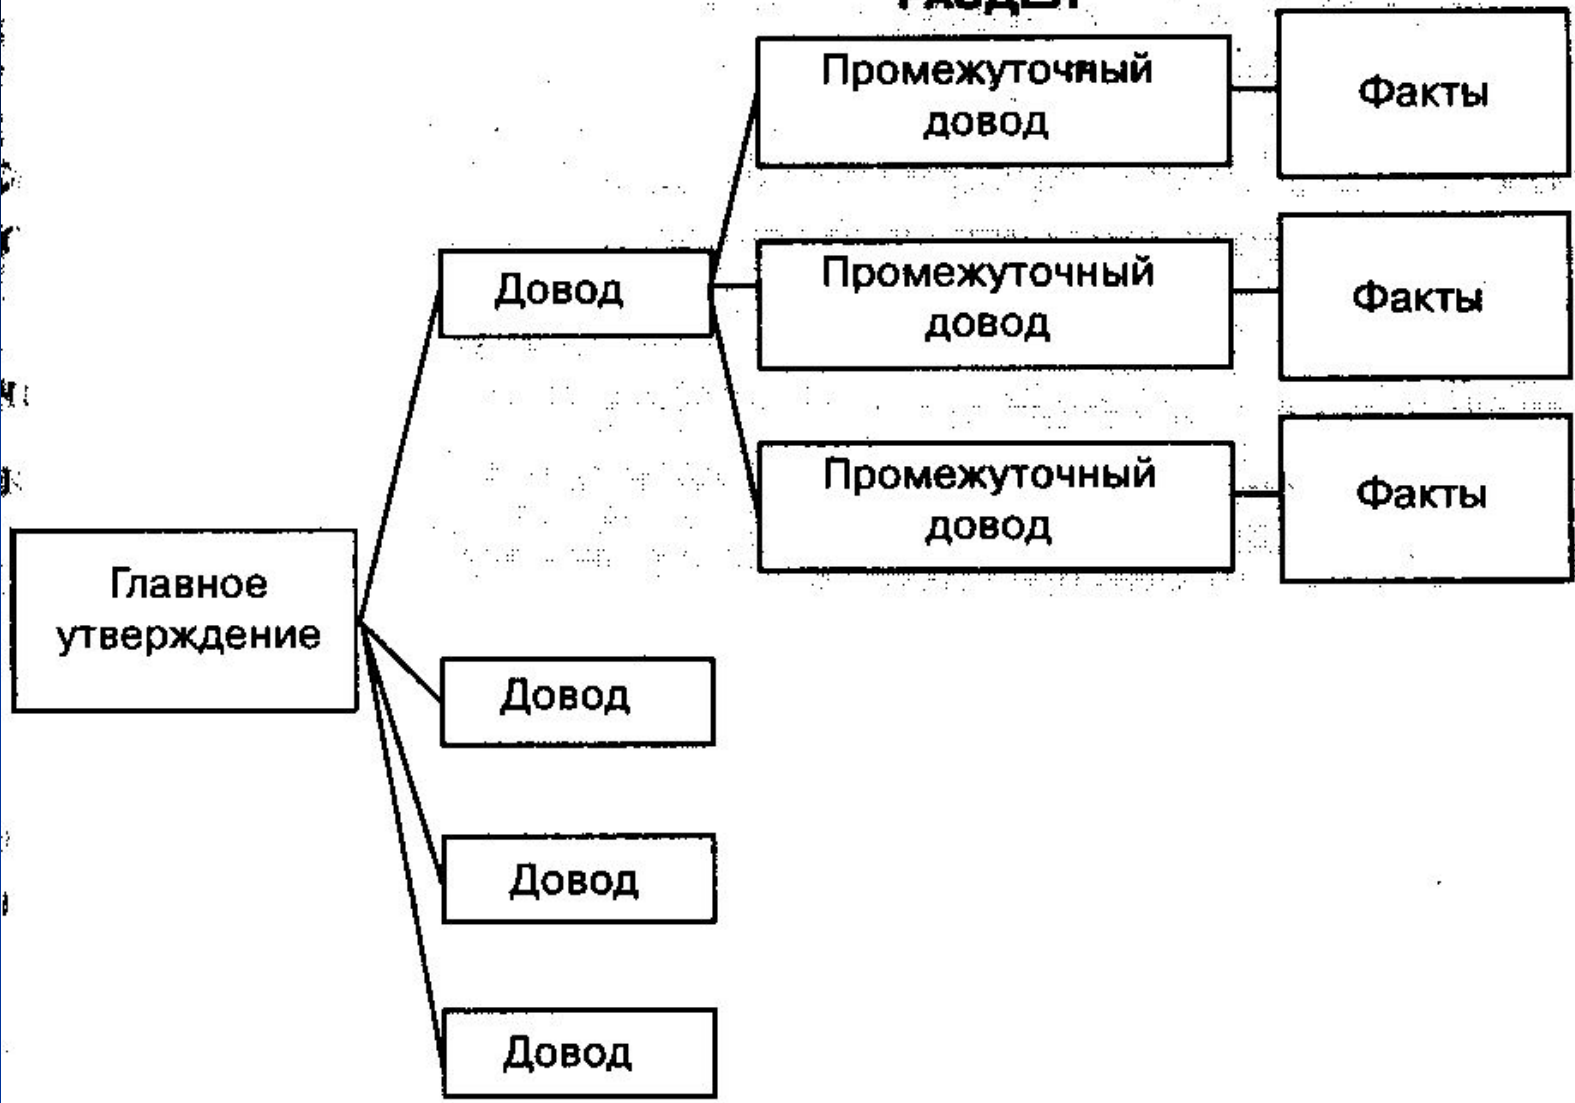 Промежуточный
довод
Факты
Промежуточный
довод
Факты
Довод
Промежуточный
довод
Факты
Главное
утверждение
Довод
Довод
Довод